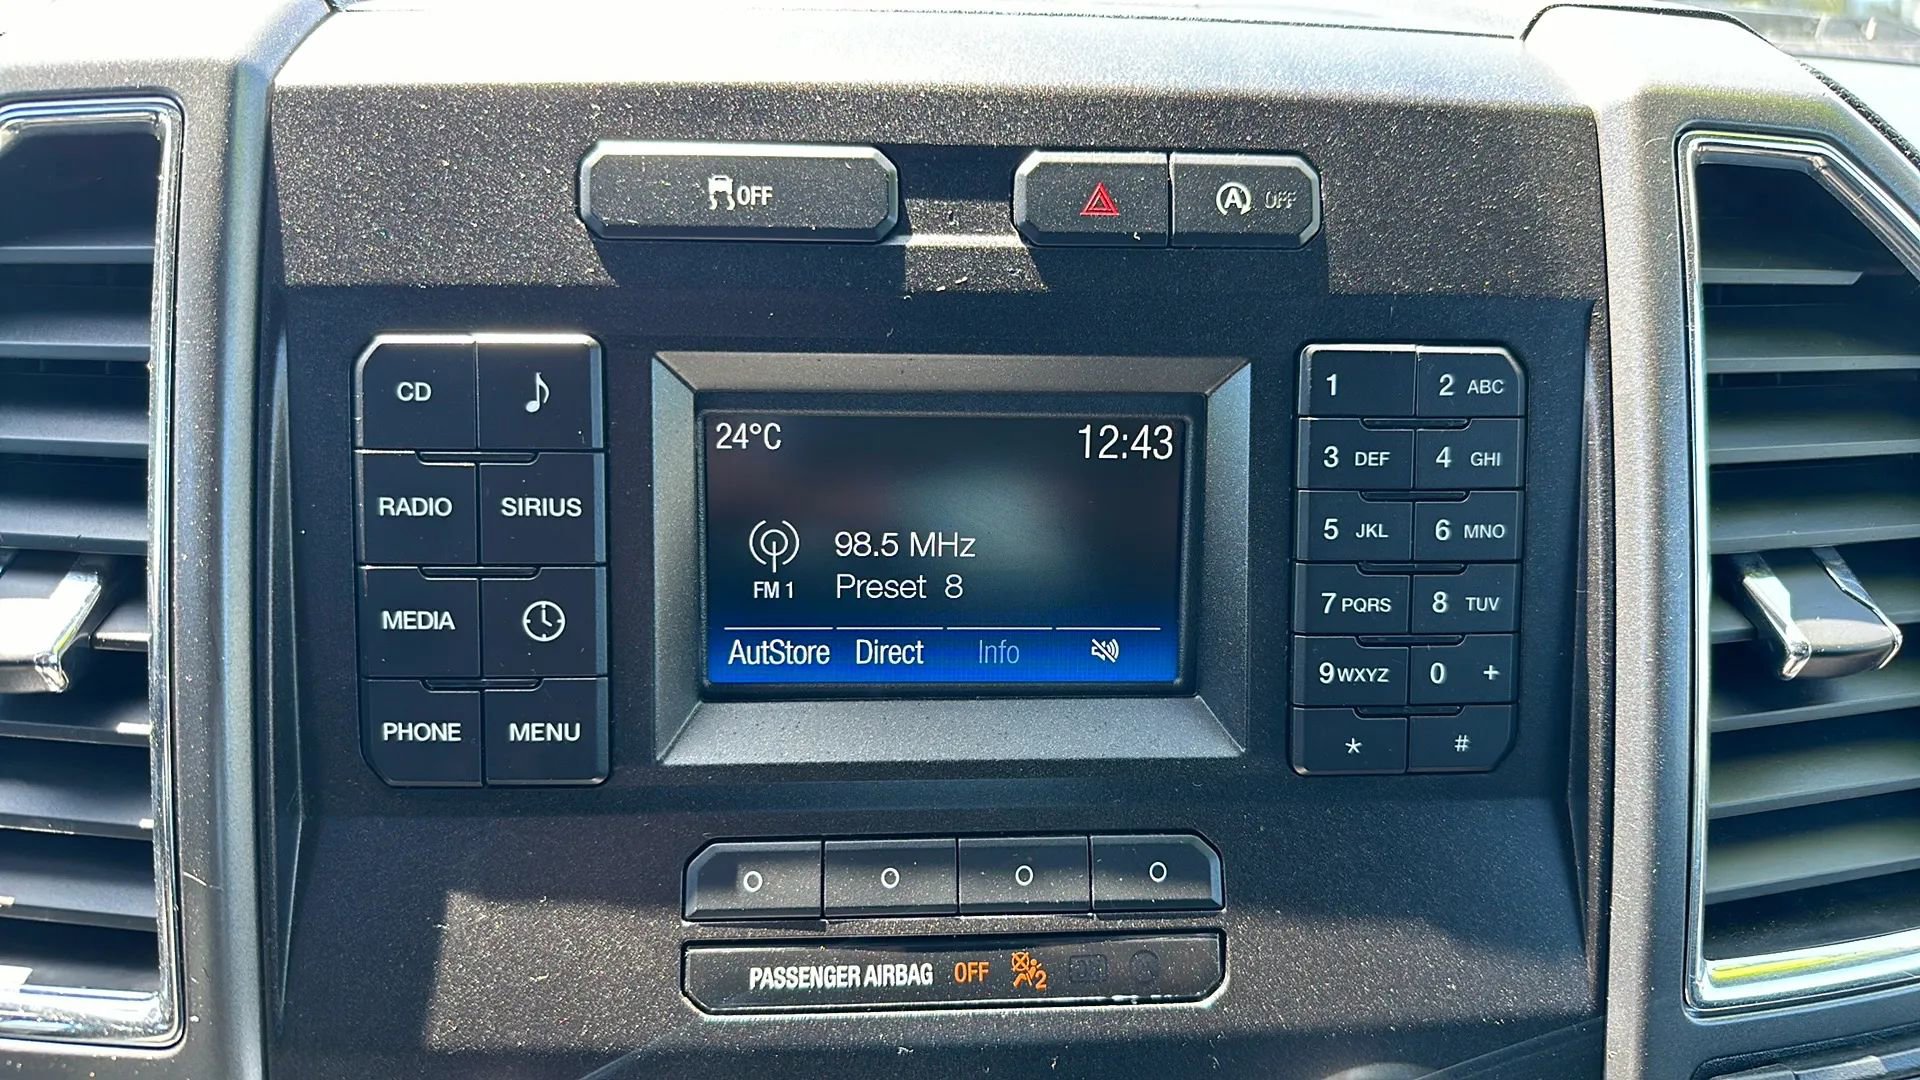 OFF
A OFF
CD
RADIO SIRIUS
MEDIA
PHONE MENU
24°C 12:43
98.5 MHz
FM 1 Preset 8
AutStore Direct Info
1 2 ABC
3 DEF 4 GHI
5 JKL 6 MNO
7 PQRS 8 TUV
9 WXYZ 0 +
* #
PASSENGER AIRBAG OFF 2